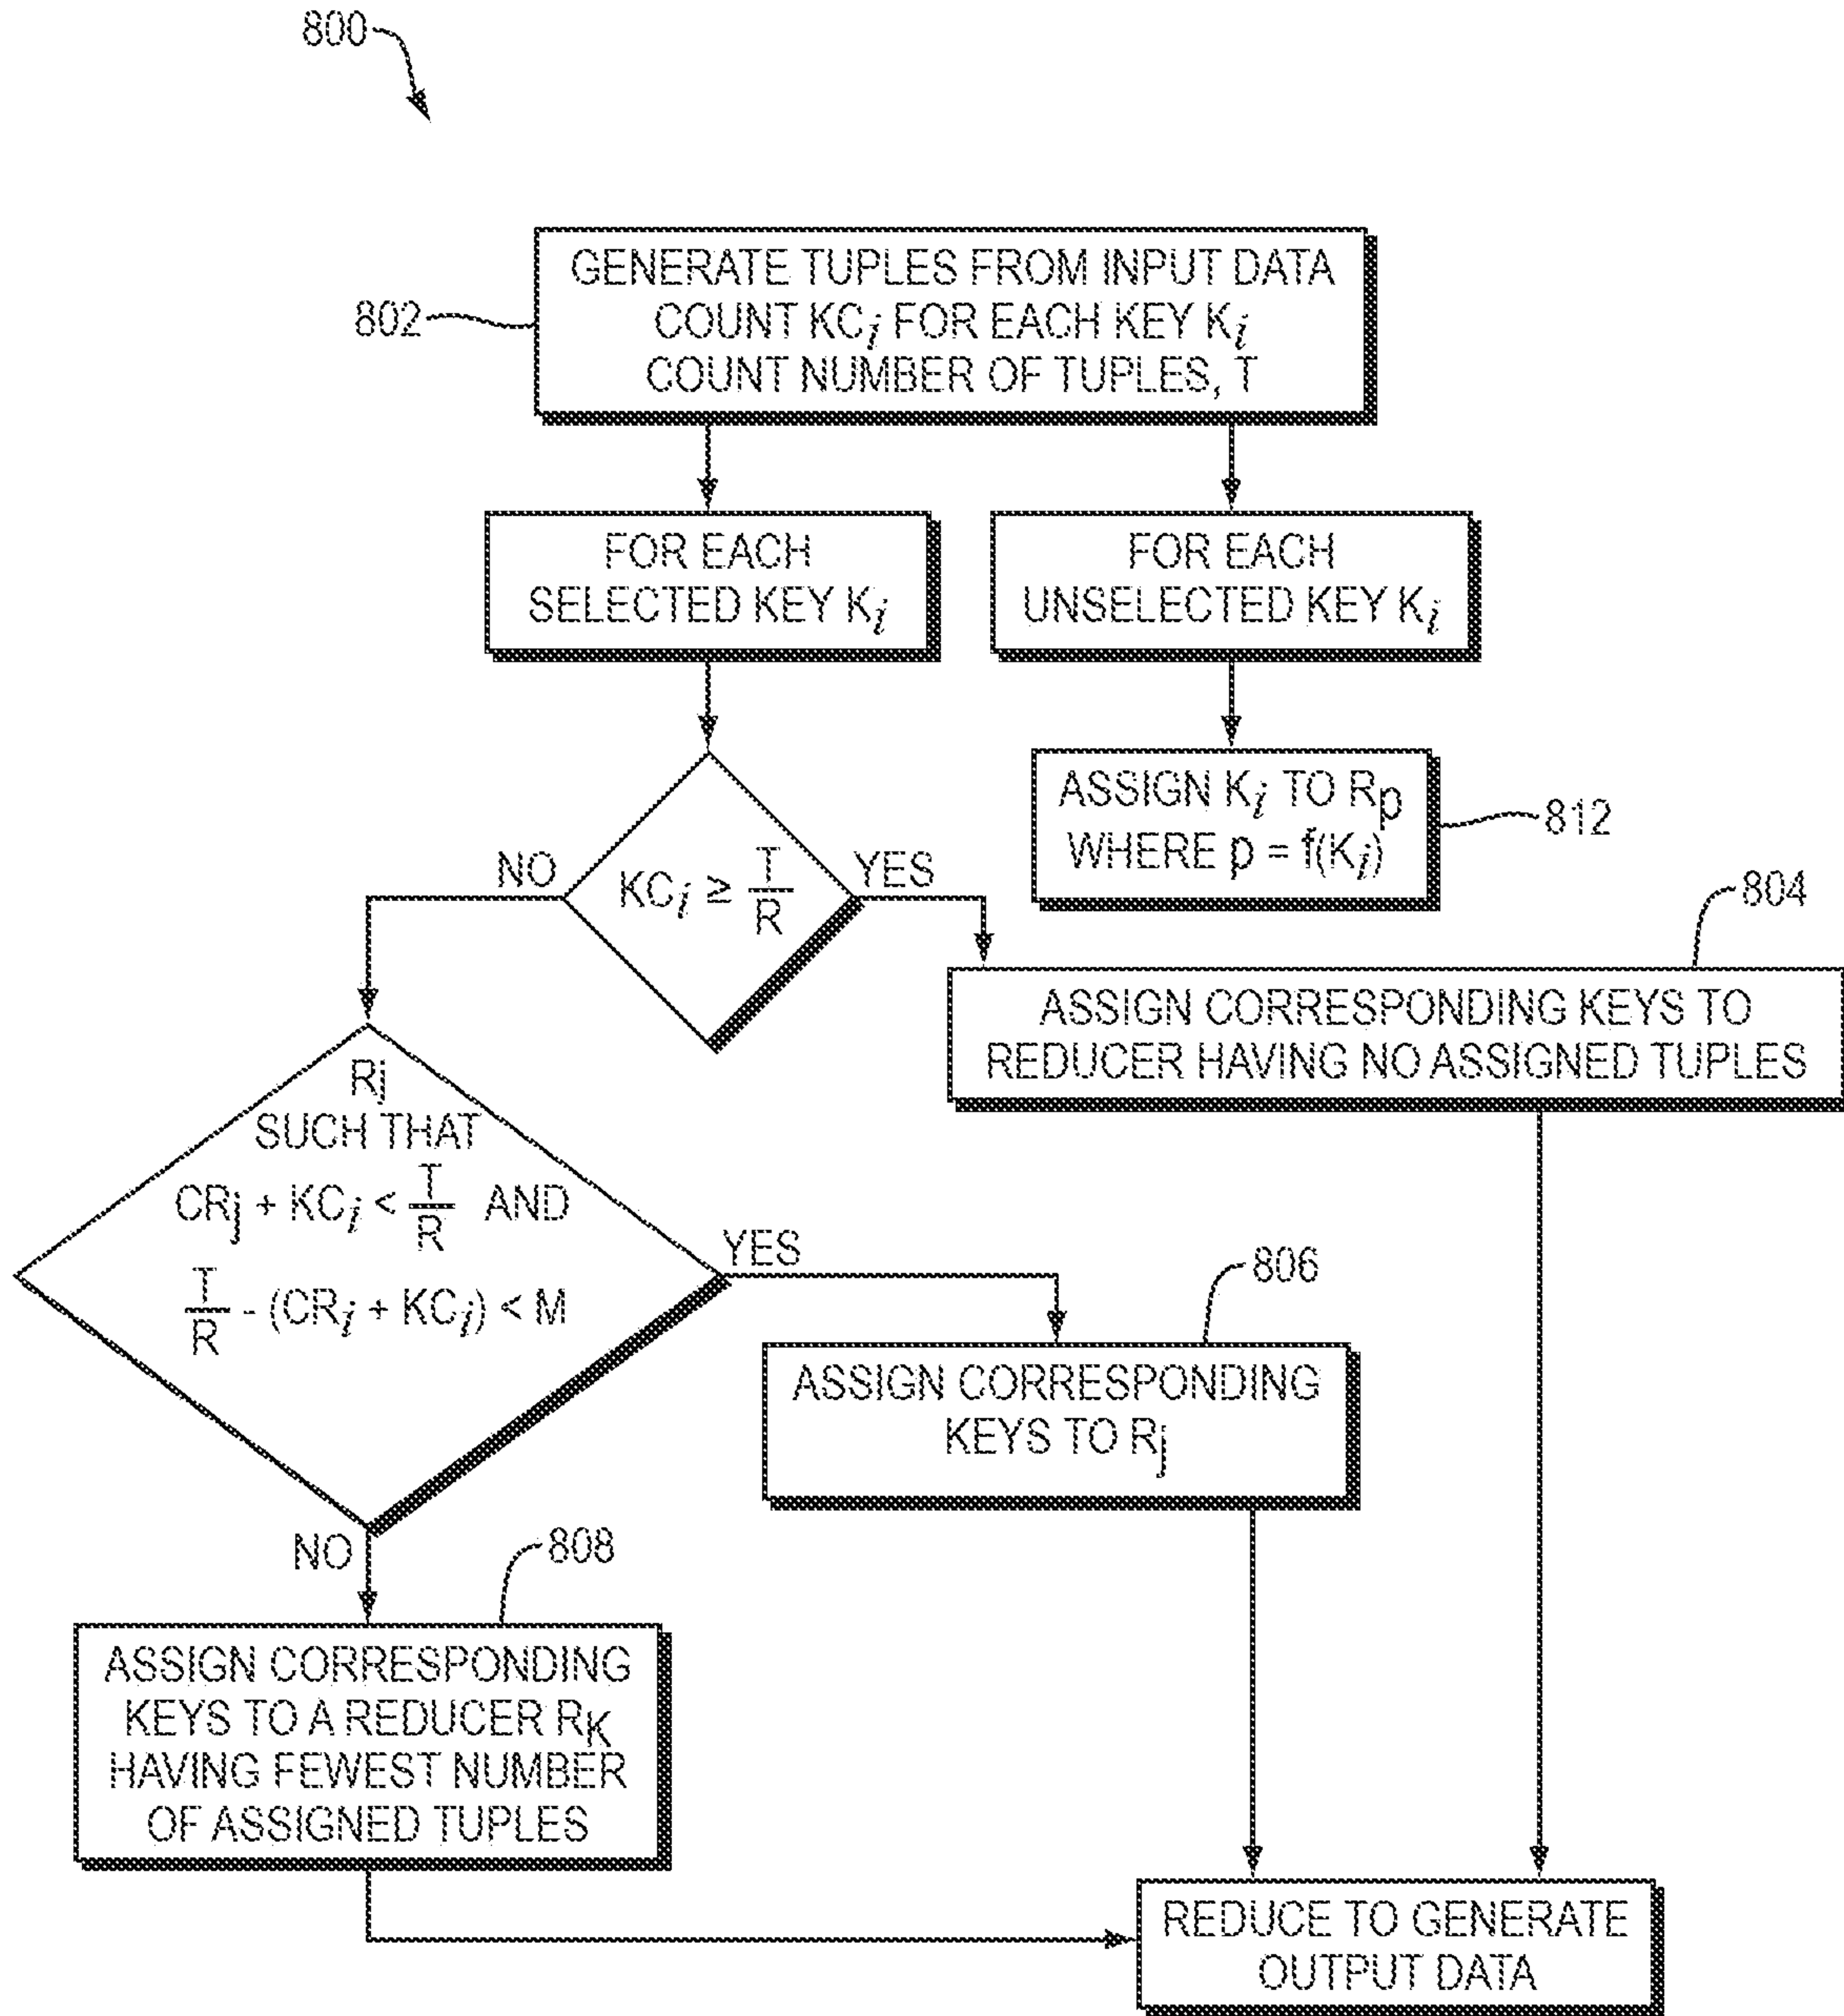 800
GENERATE TUPLES FROM INPUT DATA
COUNT KCi FOR EACH KEY Ki
COUNT NUMBER OF TUPLES, T
802
FOR EACH
SELECTED KEY Ki
FOR EACH
UNSELECTED KEY Ki
ASSIGN Ki TO Rp
WHERE p = f(Ki)
812
NO
KCi ≥ T/R
YES
804
ASSIGN CORRESPONDING KEYS TO
REDUCER HAVING NO ASSIGNED TUPLES
Rj
SUCH THAT
CRj + KCi < T/R AND
T/R - (CRi + KCi) < M
YES
806
ASSIGN CORRESPONDING
KEYS TO Rj
NO
808
ASSIGN CORRESPONDING
KEYS TO A REDUCER RK
HAVING FEWEST NUMBER
OF ASSIGNED TUPLES
REDUCE TO GENERATE
OUTPUT DATA